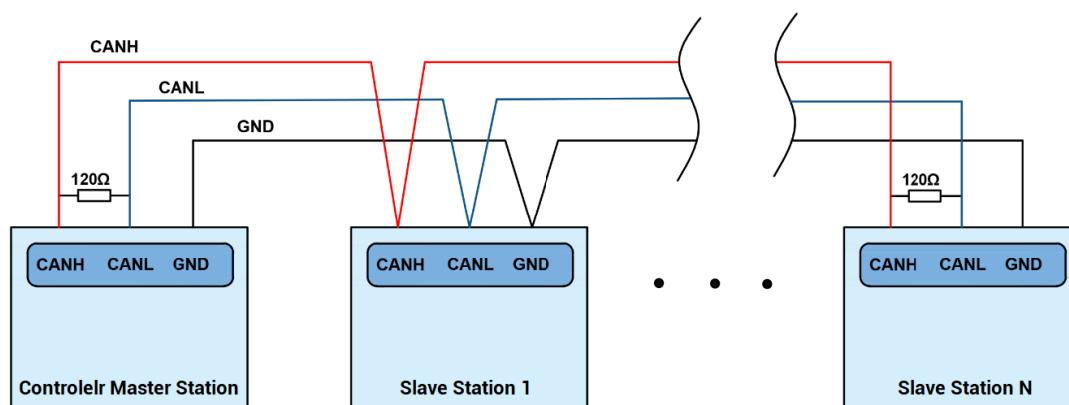 CANH
CANL
GND
120Ω
120Ω
CANH CANL GND
CANH CANL GND
CANH CANL GND
Controlelr Master Station
Slave Station 1
Slave Station N